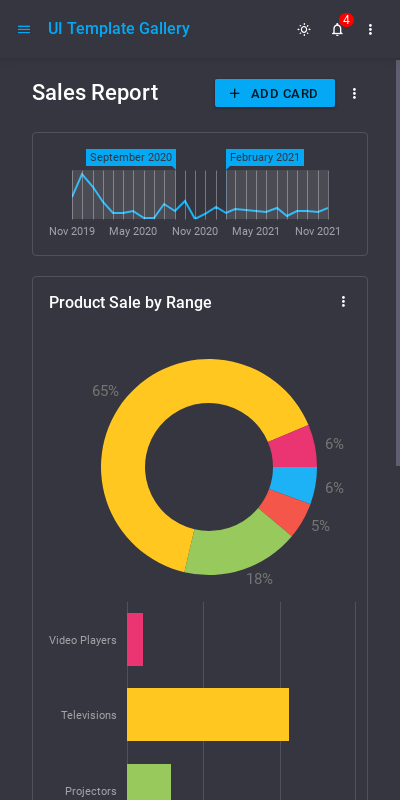 UI Template Gallery
4
Sales Report
ADD CARD
September 2020
February 2021
Nov 2019
May 2020
Nov 2020
May 2021
Nov 2021
Product Sale by Range
65%
6%
6%
5%
18%
Video Players
Televisions
Projectors